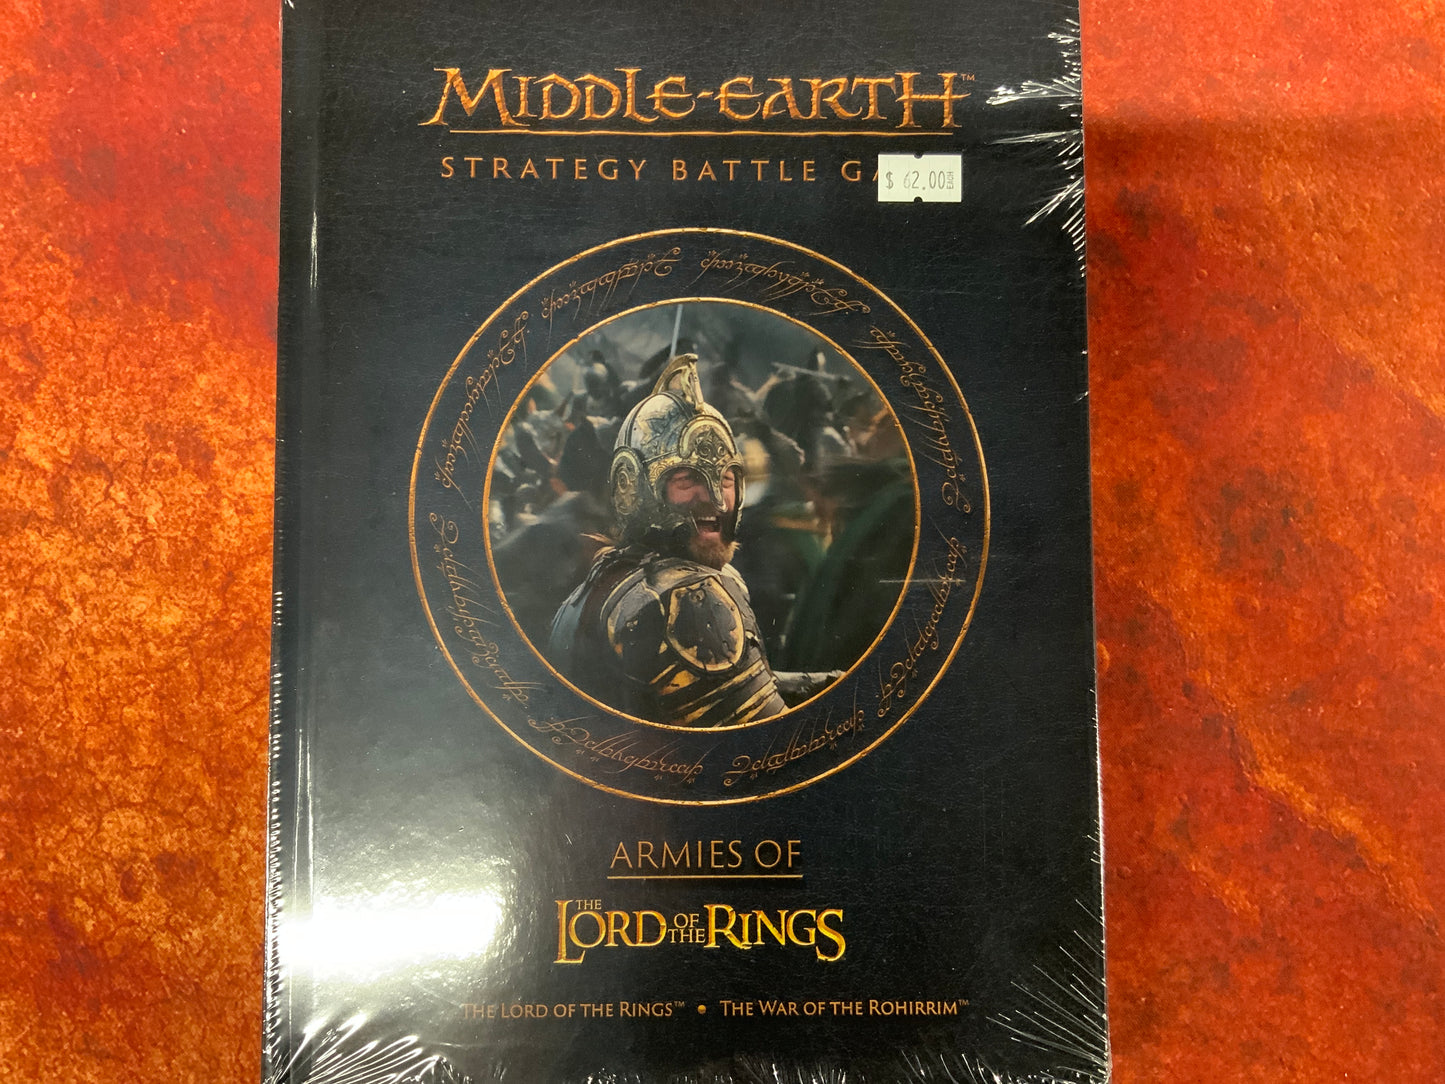 MIDDLE-EARTH™
STRATEGY BATTLE GA
$ 62.00 EACH
ARMIES OF
THE LORD OF THE RINGS
THE LORD OF THE RINGS™ • THE WAR OF THE ROHIRRIM™